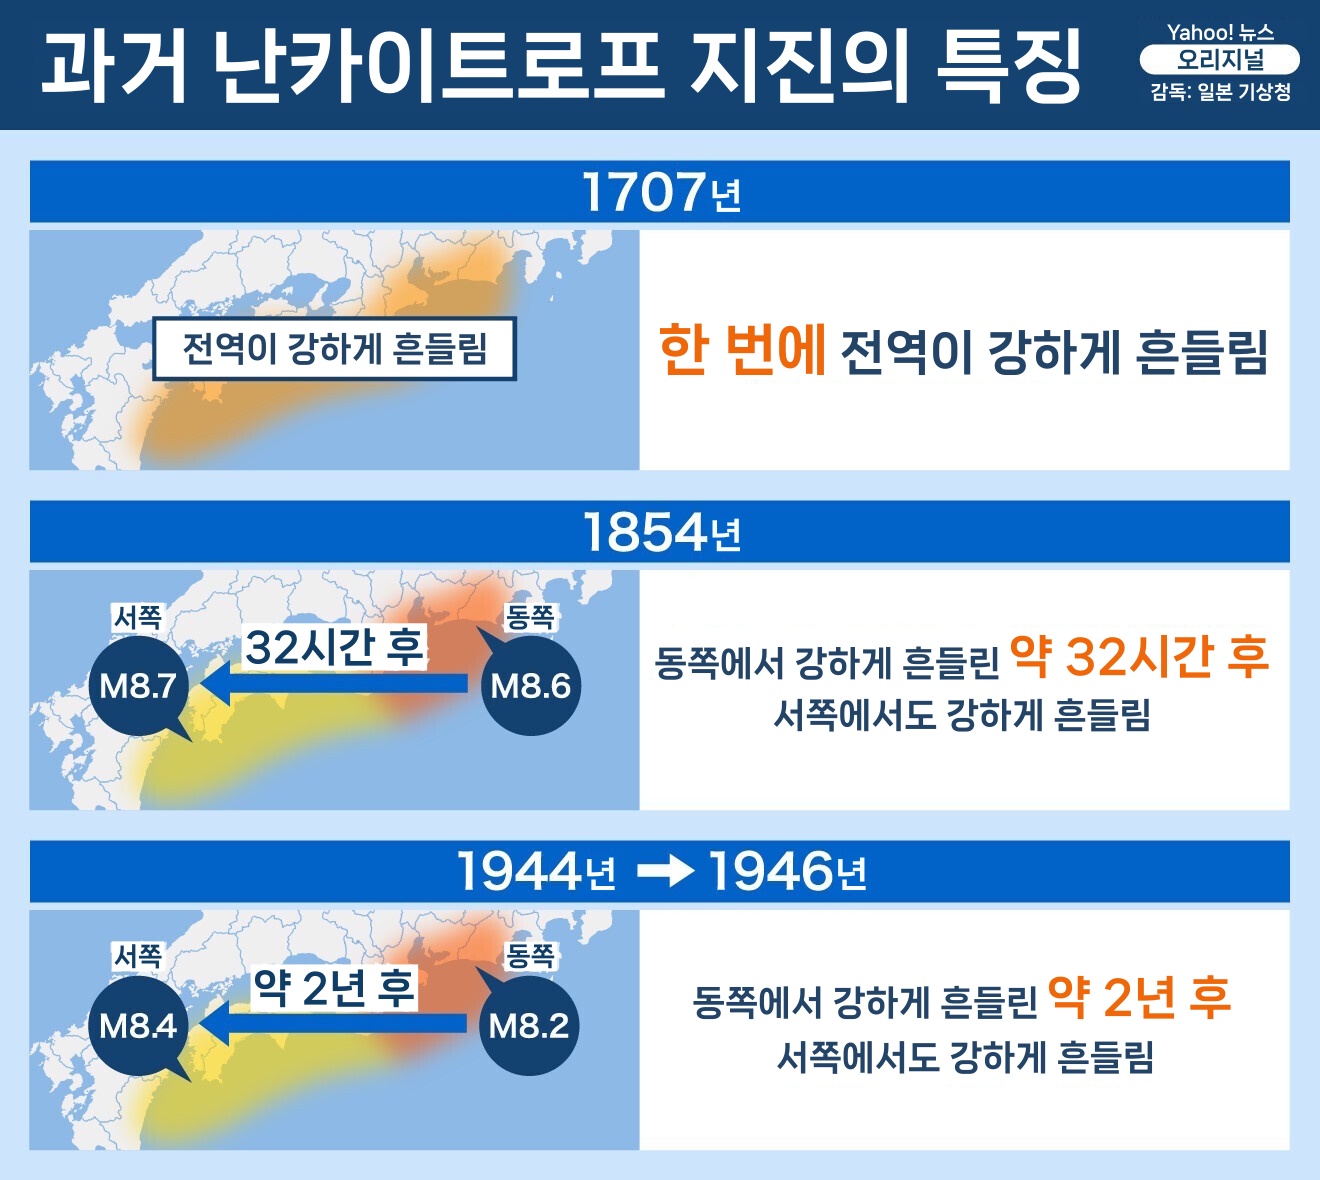 과거 난카이트로프 지진의 특징
Yahoo! 뉴스
오리지널
감독: 일본 기상청
1707년
전역이 강하게 흔들림
한 번에 전역이 강하게 흔들림
1854년
서쪽
동쪽
32시간 후
M8.7
M8.6
동쪽에서 강하게 흔들린 약 32시간 후
서쪽에서도 강하게 흔들림
1944년 ➡ 1946년
서쪽
동쪽
약 2년 후
M8.4
M8.2
동쪽에서 강하게 흔들린 약 2년 후
서쪽에서도 강하게 흔들림